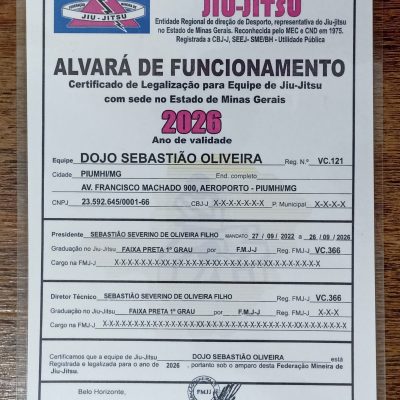 JIU-JITSU
JIU-JITSU
Entidade Regional de direção de Desporto, representativa do Jiu-jitsu
no Estado de Minas Gerais. Reconhecida pelo MEC e CND em 1975.
Registrada a CBJ-J, SEEJ- SME/BH - Utilidade Pública
ALVARÁ DE FUNCIONAMENTO
Certificado de Legalização para Equipe de Jiu-Jitsu
com sede no Estado de Minas Gerais
2026
Ano de validade
Equipe DOJO SEBASTIÃO OLIVEIRA Reg. N.º VC.121
Cidade PIUMHI/MG End. completo
AV. FRANCISCO MACHADO 900, AEROPORTO - PIUMHI/MG
CNPJ 23.592.645/0001-66 CBJ-J X-X-X-X-X-X-X P. Municipal X-X-X-X
Presidente SEBASTIÃO SEVERINO DE OLIVEIRA FILHO MANDATO 27 / 09 / 2022 a 26 / 09 / 2026
Graduação no Jiu-Jitsu FAIXA PRETA 1º GRAU por F.M.J-J Reg. FMJ-J VC.366
Cargo na FMJ-J
Diretor Técnico SEBASTIÃO SEVERINO DE OLIVEIRA FILHO Reg. FMJ-J VC.366
Graduação no Jiu-Jitsu FAIXA PRETA 1º GRAU por F.M.J-J Reg. FMJ-J X-X-X
Cargo na FMJ-J
Certificamos que a equipe de Jiu-Jitsu DOJO SEBASTIÃO OLIVEIRA está
Registrada e legalizada para o ano de 2026 , portanto sob o amparo desta Federação Mineira de
Jiu-Jitsu.
Belo Horizonte,
FMJJ